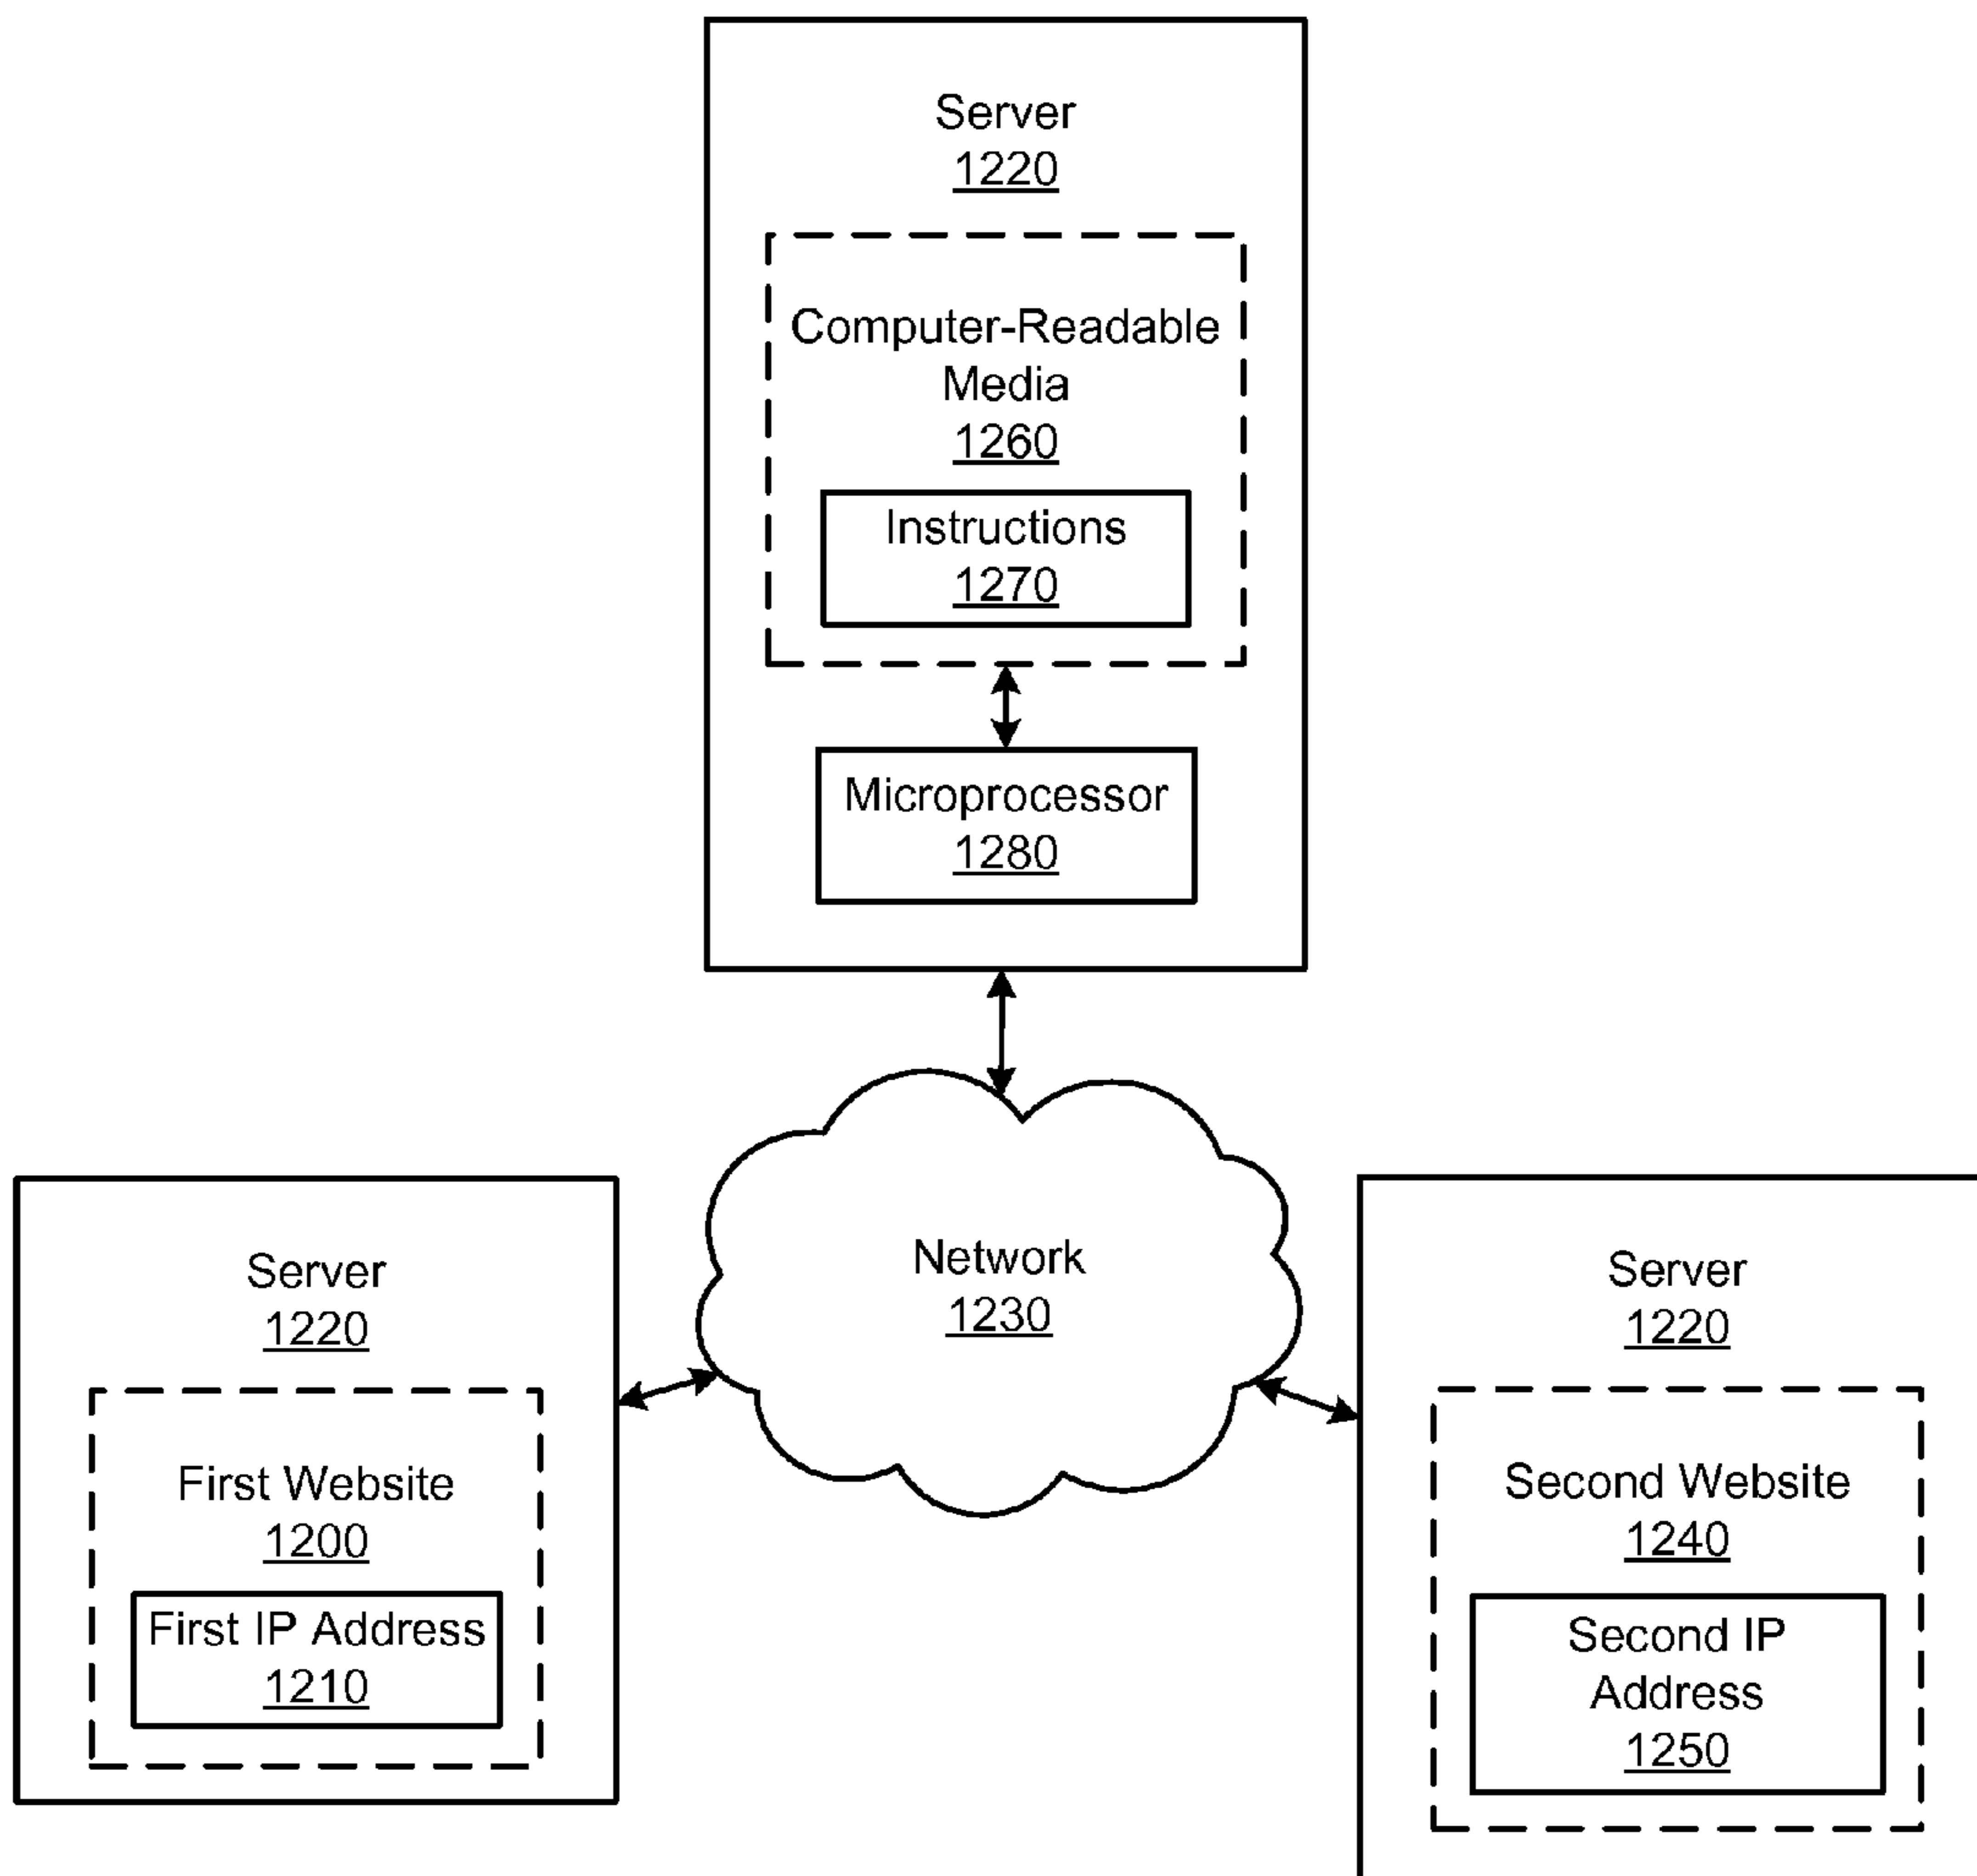 Server
1220
Computer-Readable
Media
1260
Instructions
1270
Microprocessor
1280
Network
1230
Server
1220
First Website
1200
First IP Address
1210
Server
1220
Second Website
1240
Second IP
Address
1250